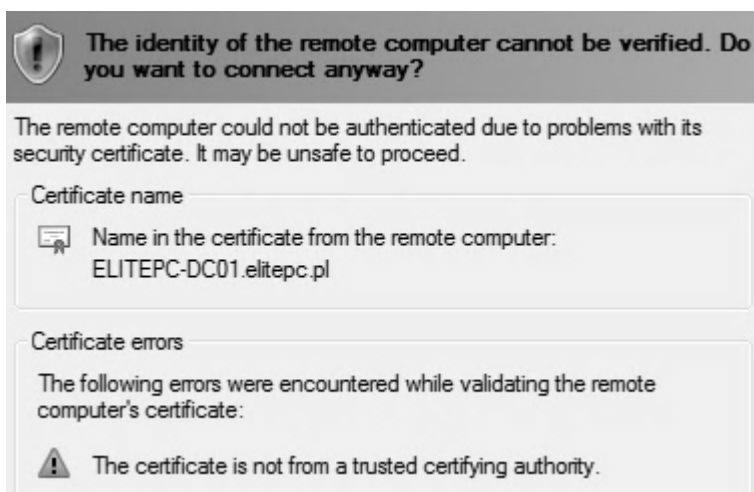 The identity of the remote computer cannot be verified. Do
you want to connect anyway?
The remote computer could not be authenticated due to problems with its
security certificate. It may be unsafe to proceed.
Certificate name
Name in the certificate from the remote computer:
ELITEPC-DC01.elitepc.pl
Certificate errors
The following errors were encountered while validating the remote
computer's certificate:
The certificate is not from a trusted certifying authority.